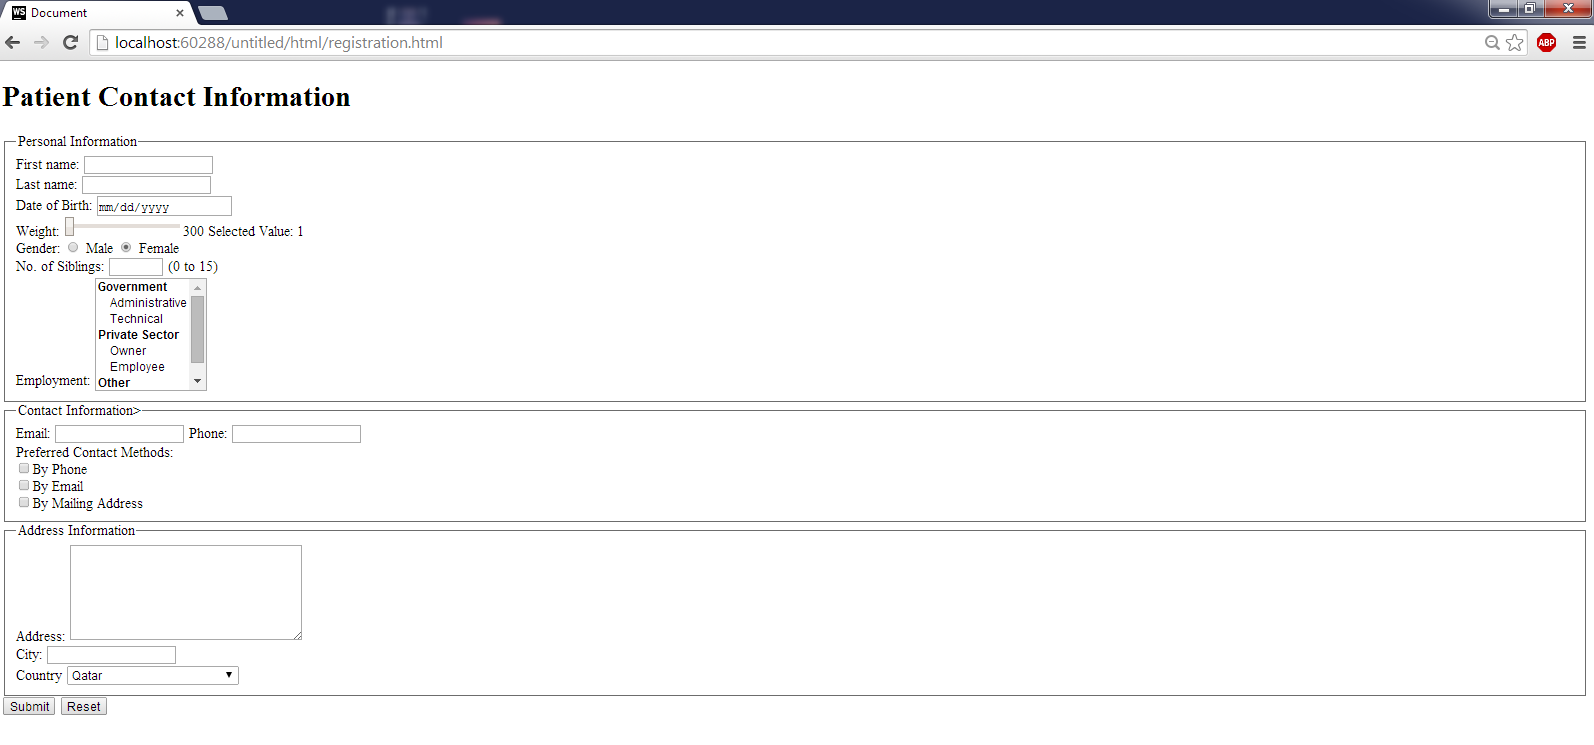 WS Document
localhost:60288/untitled/html/registration.html
ABP
Patient Contact Information
Personal Information
First name:
Last name:
Date of Birth: mm/dd/yyyy
Weight: 300 Selected Value: 1
Gender: Male Female
No. of Siblings: (0 to 15)
Government
Administrative
Technical
Private Sector
Owner
Employee
Employment: Other
Contact Information>
Email: Phone:
Preferred Contact Methods:
By Phone
By Email
By Mailing Address
Address Information
Address:
City:
Country Qatar
Submit Reset